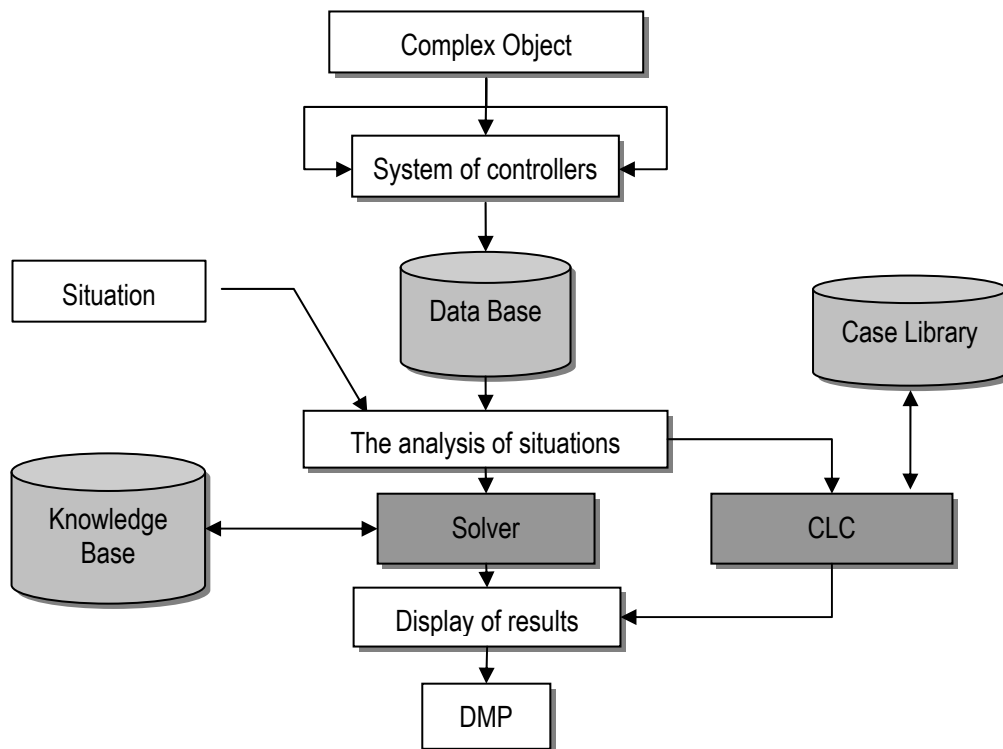 Complex Object
System of controllers
Situation
Data Base
Case Library
The analysis of situations
Knowledge
Base
Solver
CLC
Display of results
DMP